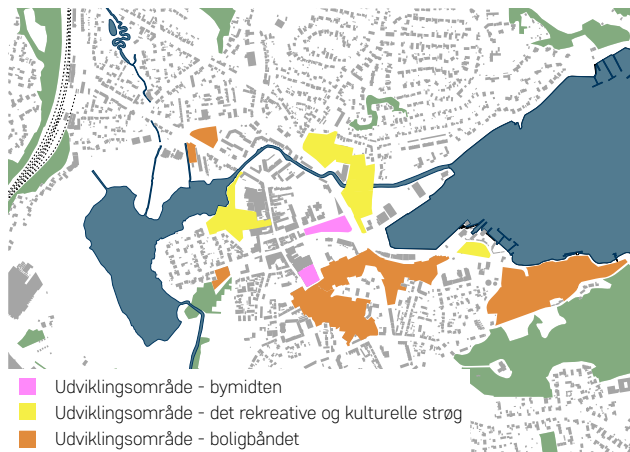 Udviklingsområde - bymidten
Udviklingsområde - det rekreative og kulturelle strøg
Udviklingsområde - boligbåndet